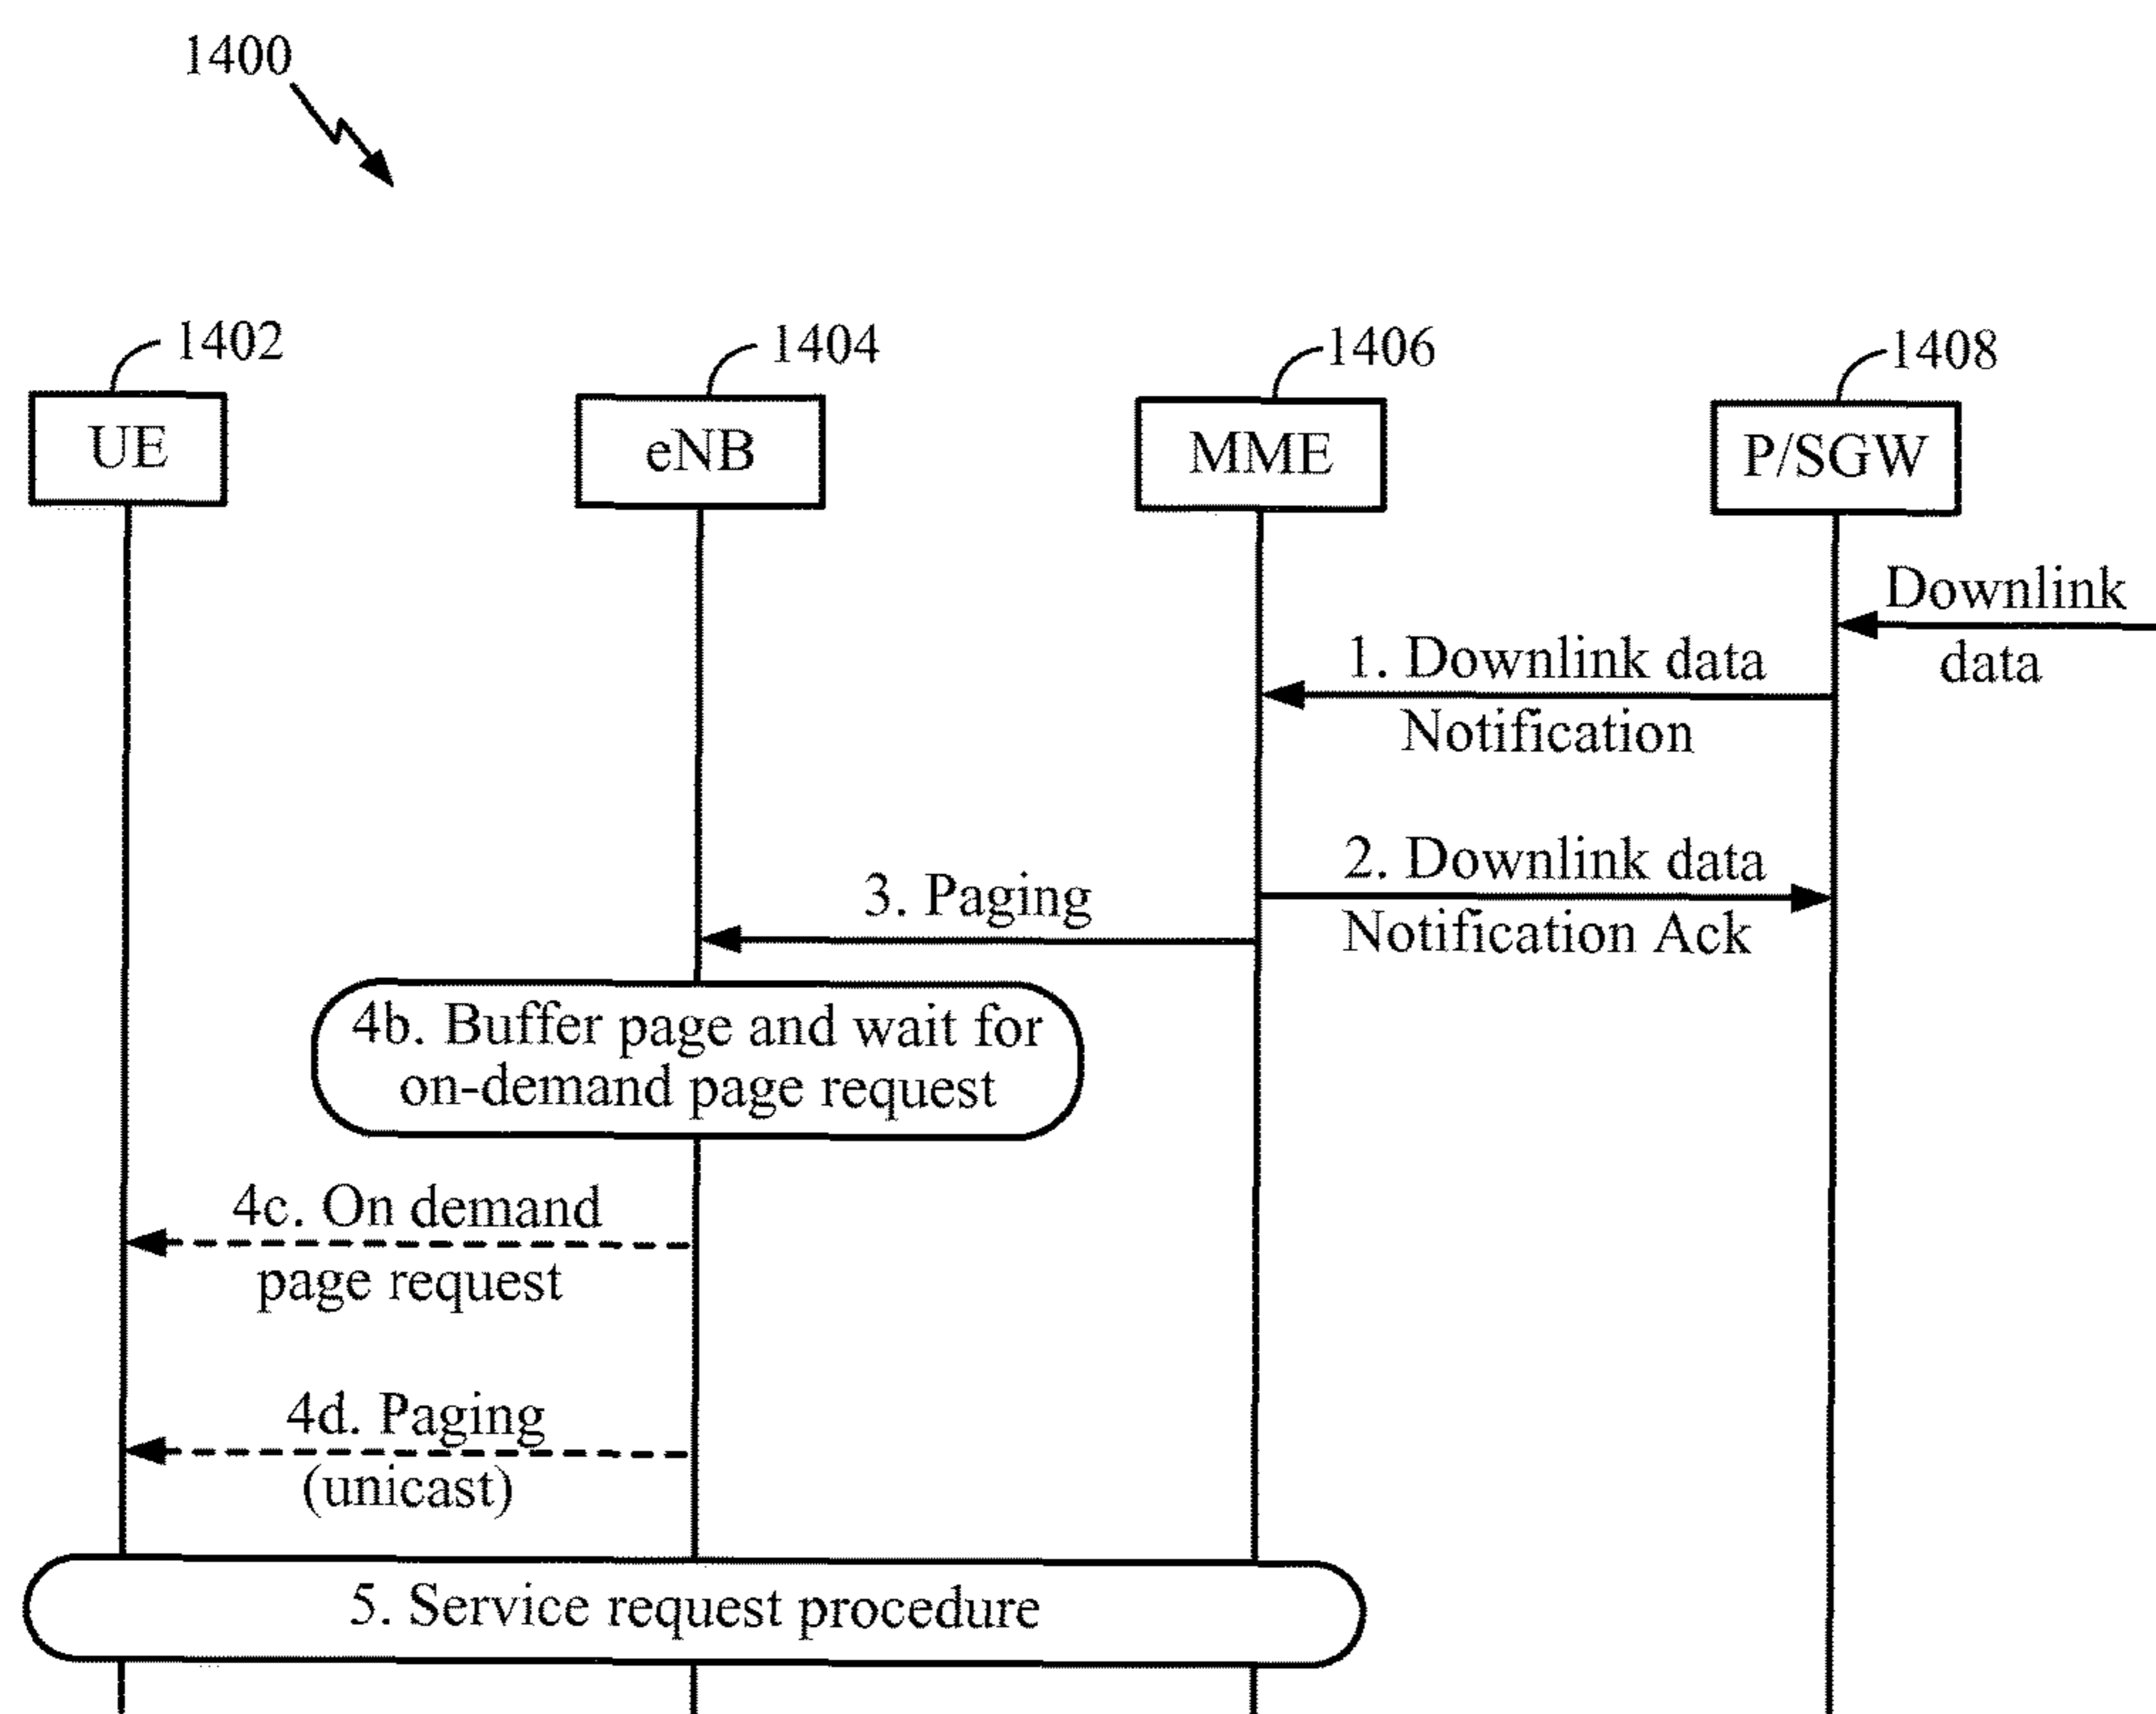 1400
1402
1404
1406
1408
UE
eNB
MME
P/SGW
Downlink
data
1. Downlink data
Notification
2. Downlink data
Notification Ack
3. Paging
4b. Buffer page and wait for
on-demand page request
4c. On demand
page request
4d. Paging
(unicast)
5. Service request procedure